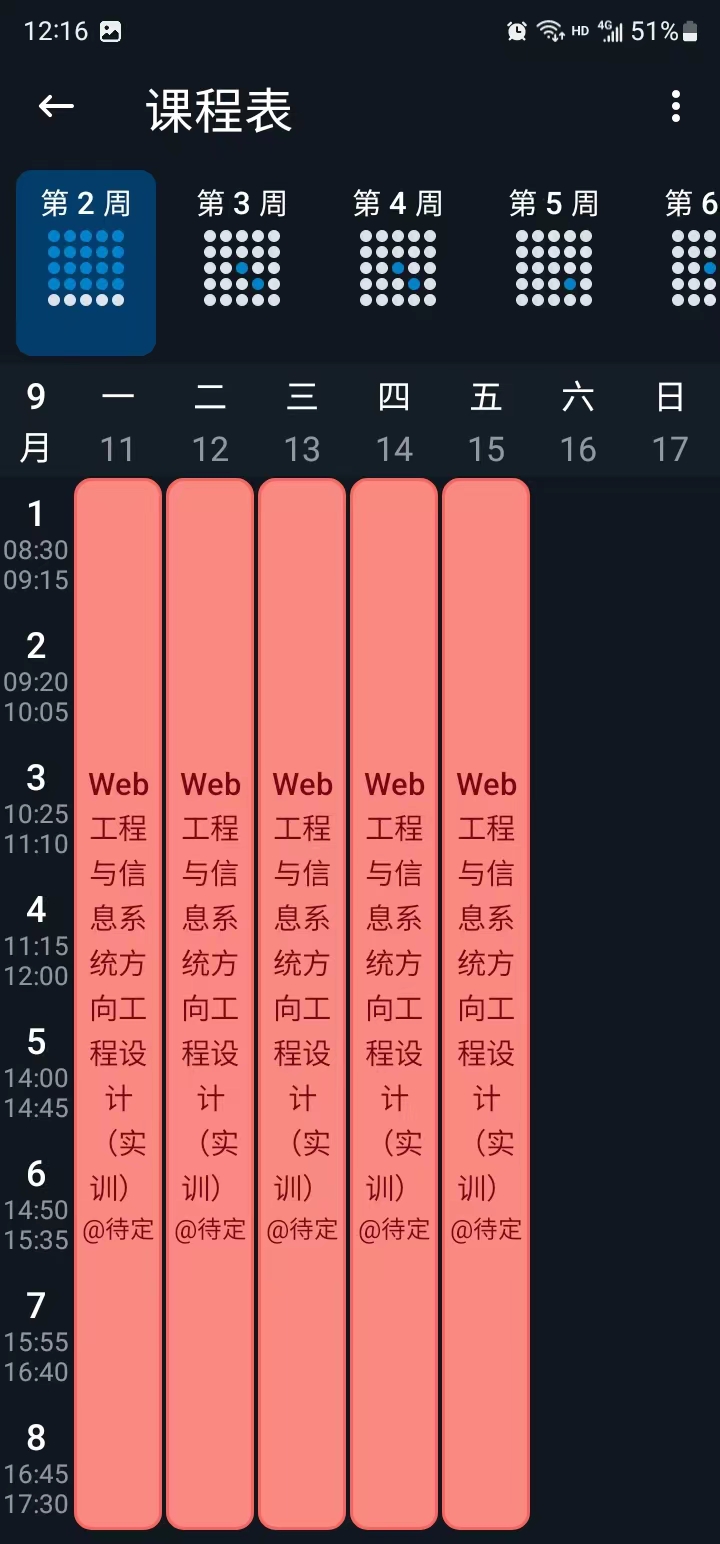 12:16 HD 4G 51%
课程表
第 2 周 第 3 周 第 4 周 第 5 周 第 6
9 一 二 三 四 五 六 日
月 11 12 13 14 15 16 17
1
08:30
09:15
2
09:20
10:05
3
10:25
11:10
4
11:15
12:00
5
14:00
14:45
6
14:50
15:35
7
15:55
16:40
8
16:45
17:30
Web
工程
与信
息系
统方
向工
程设
计
（实
训）
@待定
Web
工程
与信
息系
统方
向工
程设
计
（实
训）
@待定
Web
工程
与信
息系
统方
向工
程设
计
（实
训）
@待定
Web
工程
与信
息系
统方
向工
程设
计
（实
训）
@待定
Web
工程
与信
息系
统方
向工
程设
计
（实
训）
@待定